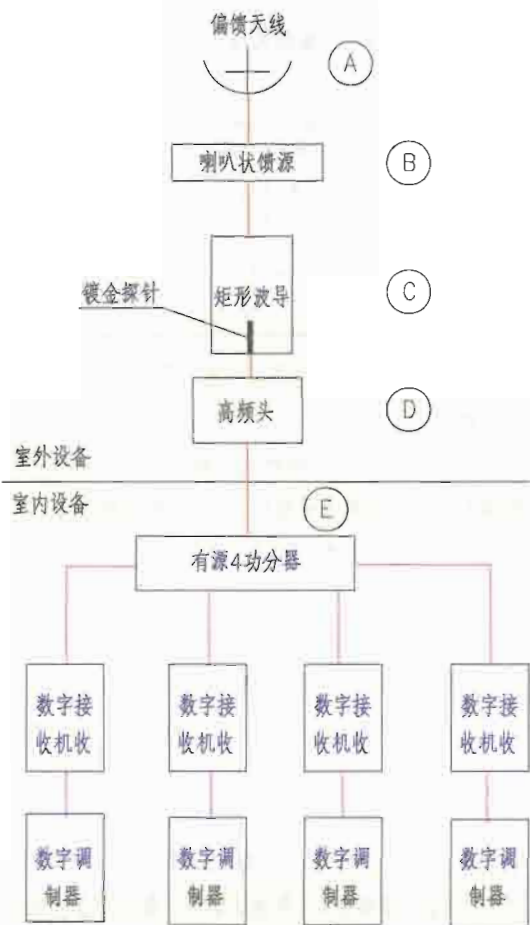 偏馈天线
A
喇叭状馈源
B
镀金探针
矩形波导
C
高频头
D
室外设备
室内设备
E
有源4功分器
数字接
收机收
数字接
收机收
数字接
收机收
数字接
收机收
数字调
制器
数字调
制器
数字调
制器
数字调
制器